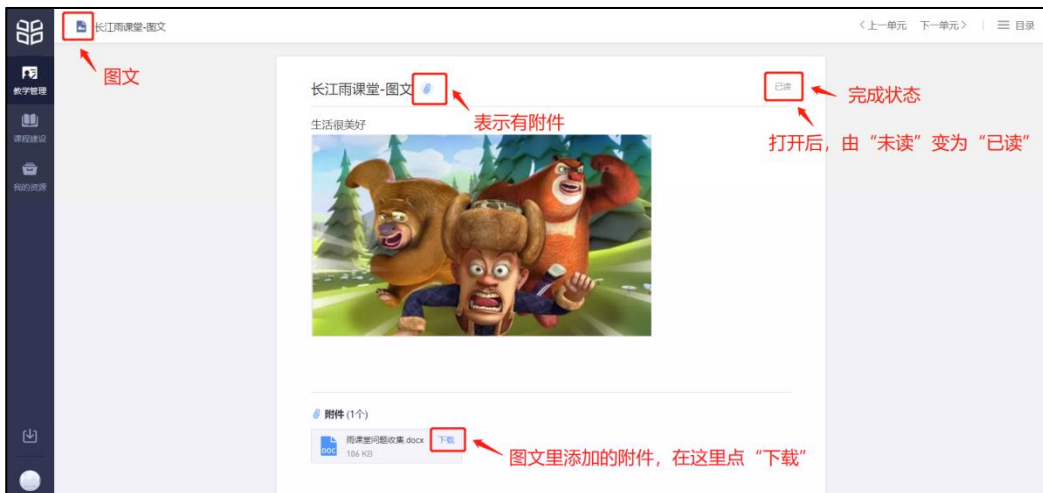 长江雨课堂-图文
〈上一单元 下一单元〉 目录
教学管理
课程建设
我的资源
图文
长江雨课堂-图文
已读
表示有附件
完成状态
打开后，由“未读”变为“已读”
生活很美好
附件(1个)
DOC
雨课堂问题收集.docx 下载
106 KB
图文里添加的附件，在这里点“下载”